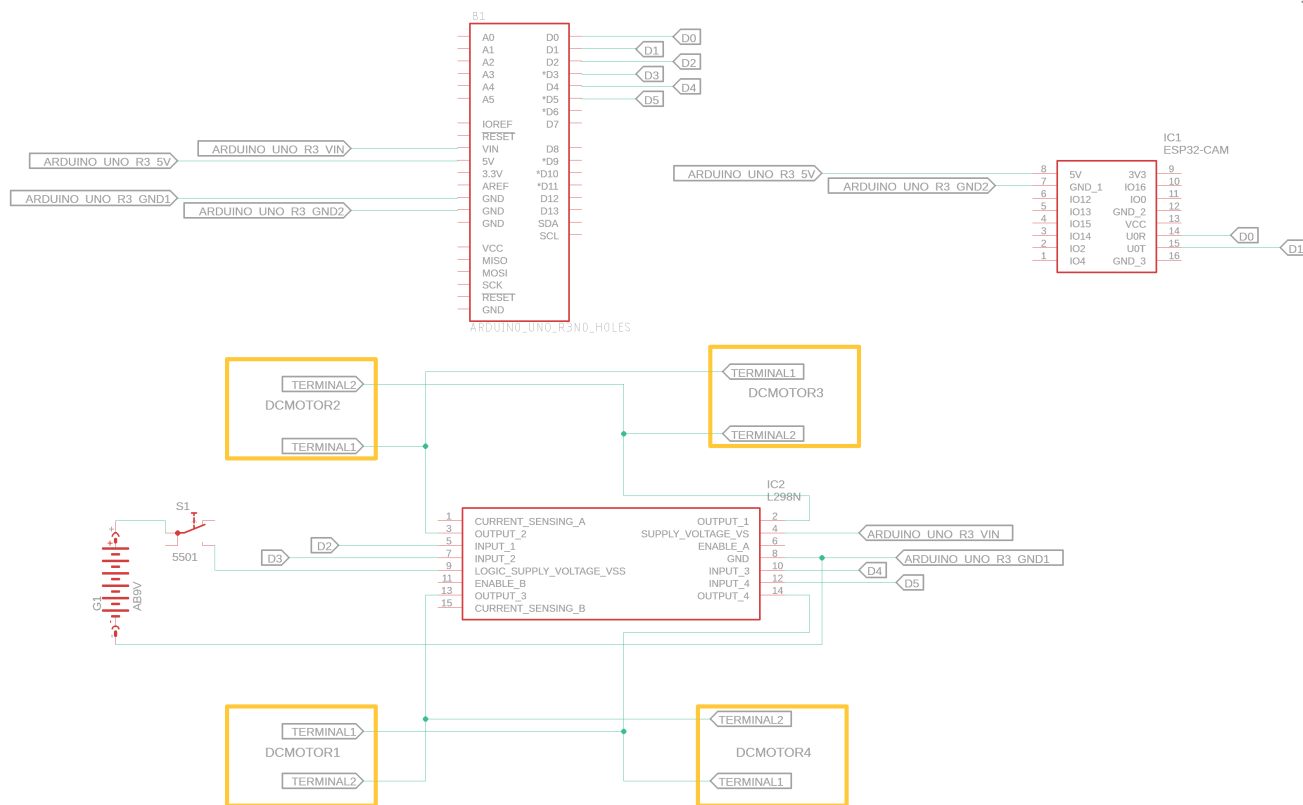 B1
A0 D0
A1 D1
A2 D2
A3 *D3
A4 D4
A5 *D5
*D6
IOREF D7
RESET
VIN D8
5V *D9
3.3V *D10
AREF *D11
GND D12
GND D13
GND SDA
SCL
VCC
MISO
MOSI
SCK
RESET
GND
ARDUINO_UNO_R3NO_HOLES
D0
D1
D2
D3
D4
D5
ARDUINO_UNO_R3_VIN
ARDUINO_UNO_R3_5V
ARDUINO_UNO_R3_GND1
ARDUINO_UNO_R3_GND2
IC1
ESP32-CAM
ARDUINO_UNO_R3_5V
ARDUINO_UNO_R3_GND2
8 5V 3V3 9
7 GND_1 IO16 10
6 IO12 IO0 11
5 IO13 GND_2 12
4 IO15 VCC 13
3 IO14 U0R 14
2 IO2 U0T 15
1 IO4 GND_3 16
D0
D1
TERMINAL2
DCMOTOR2
TERMINAL1
TERMINAL1
DCMOTOR3
TERMINAL2
IC2
L298N
1 CURRENT_SENSING_A OUTPUT_1 2
3 OUTPUT_2 SUPPLY_VOLTAGE_VS 4
5 INPUT_1 ENABLE_A 6
7 INPUT_2 GND 8
9 LOGIC_SUPPLY_VOLTAGE_VSS INPUT_3 10
11 ENABLE_B INPUT_4 12
13 OUTPUT_3 OUTPUT_4 14
15 CURRENT_SENSING_B
S1
5501
D2
D3
G1
AB9V
+
+
-
-
ARDUINO_UNO_R3_VIN
ARDUINO_UNO_R3_GND1
D4
D5
TERMINAL1
DCMOTOR1
TERMINAL2
TERMINAL2
DCMOTOR4
TERMINAL1